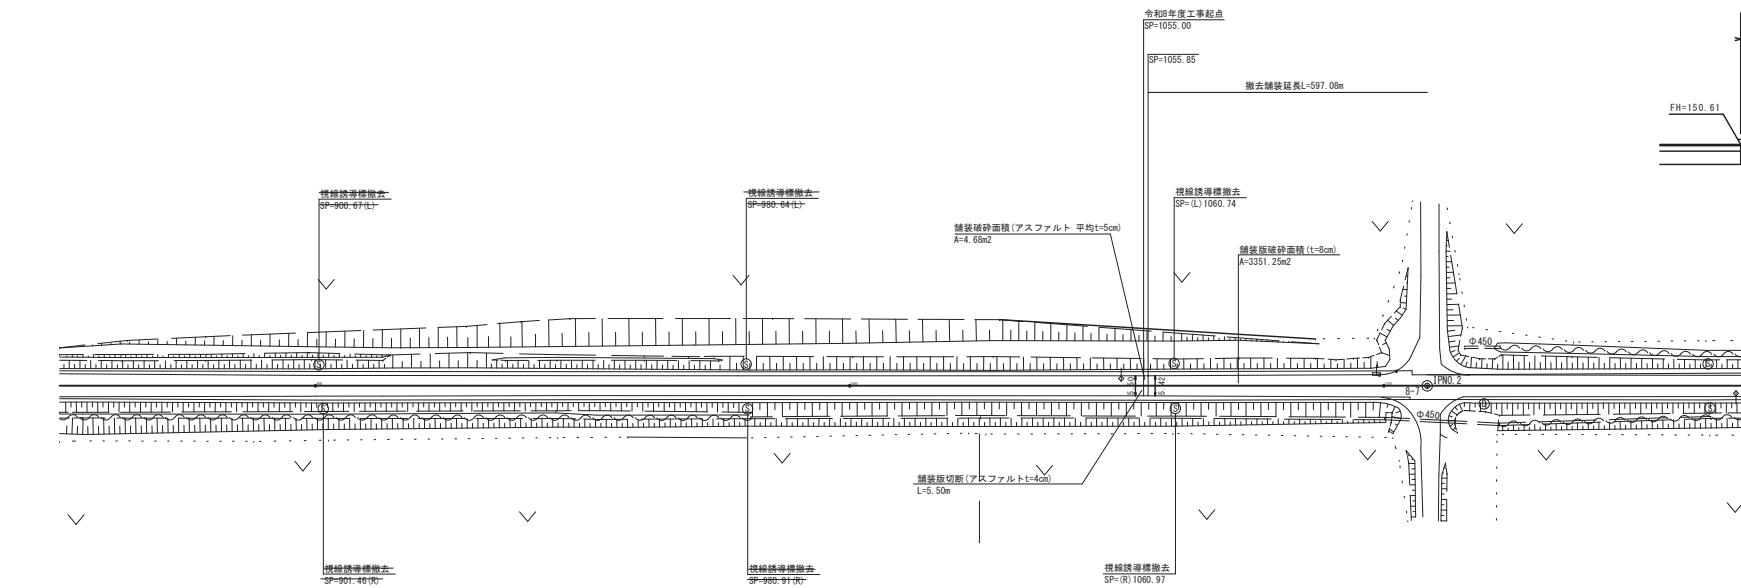 令和8年度工事起点
SP=1055.00
SP=1055.85
撤去舗装延長L=597.08m
FH=150.61
視線誘導標撤去
SP=900.67(L)
視線誘導標撤去
SP=980.64(L)
視線誘導標撤去
SP=(L)1060.74
舗装破砕面積(アスファルト 平均t=5cm)
A=4.68m2
舗装版破砕面積(t=8cm)
A=3351.25m2
Φ450
5.50
5.42
IPNO.2
8-7
Φ450
舗装版切断(アスファルトt=4cm)
L=5.50m
視線誘導標撤去
SP=901.46(R)
視線誘導標撤去
SP=980.91(R)
視線誘導標撤去
SP=(R)1060.97